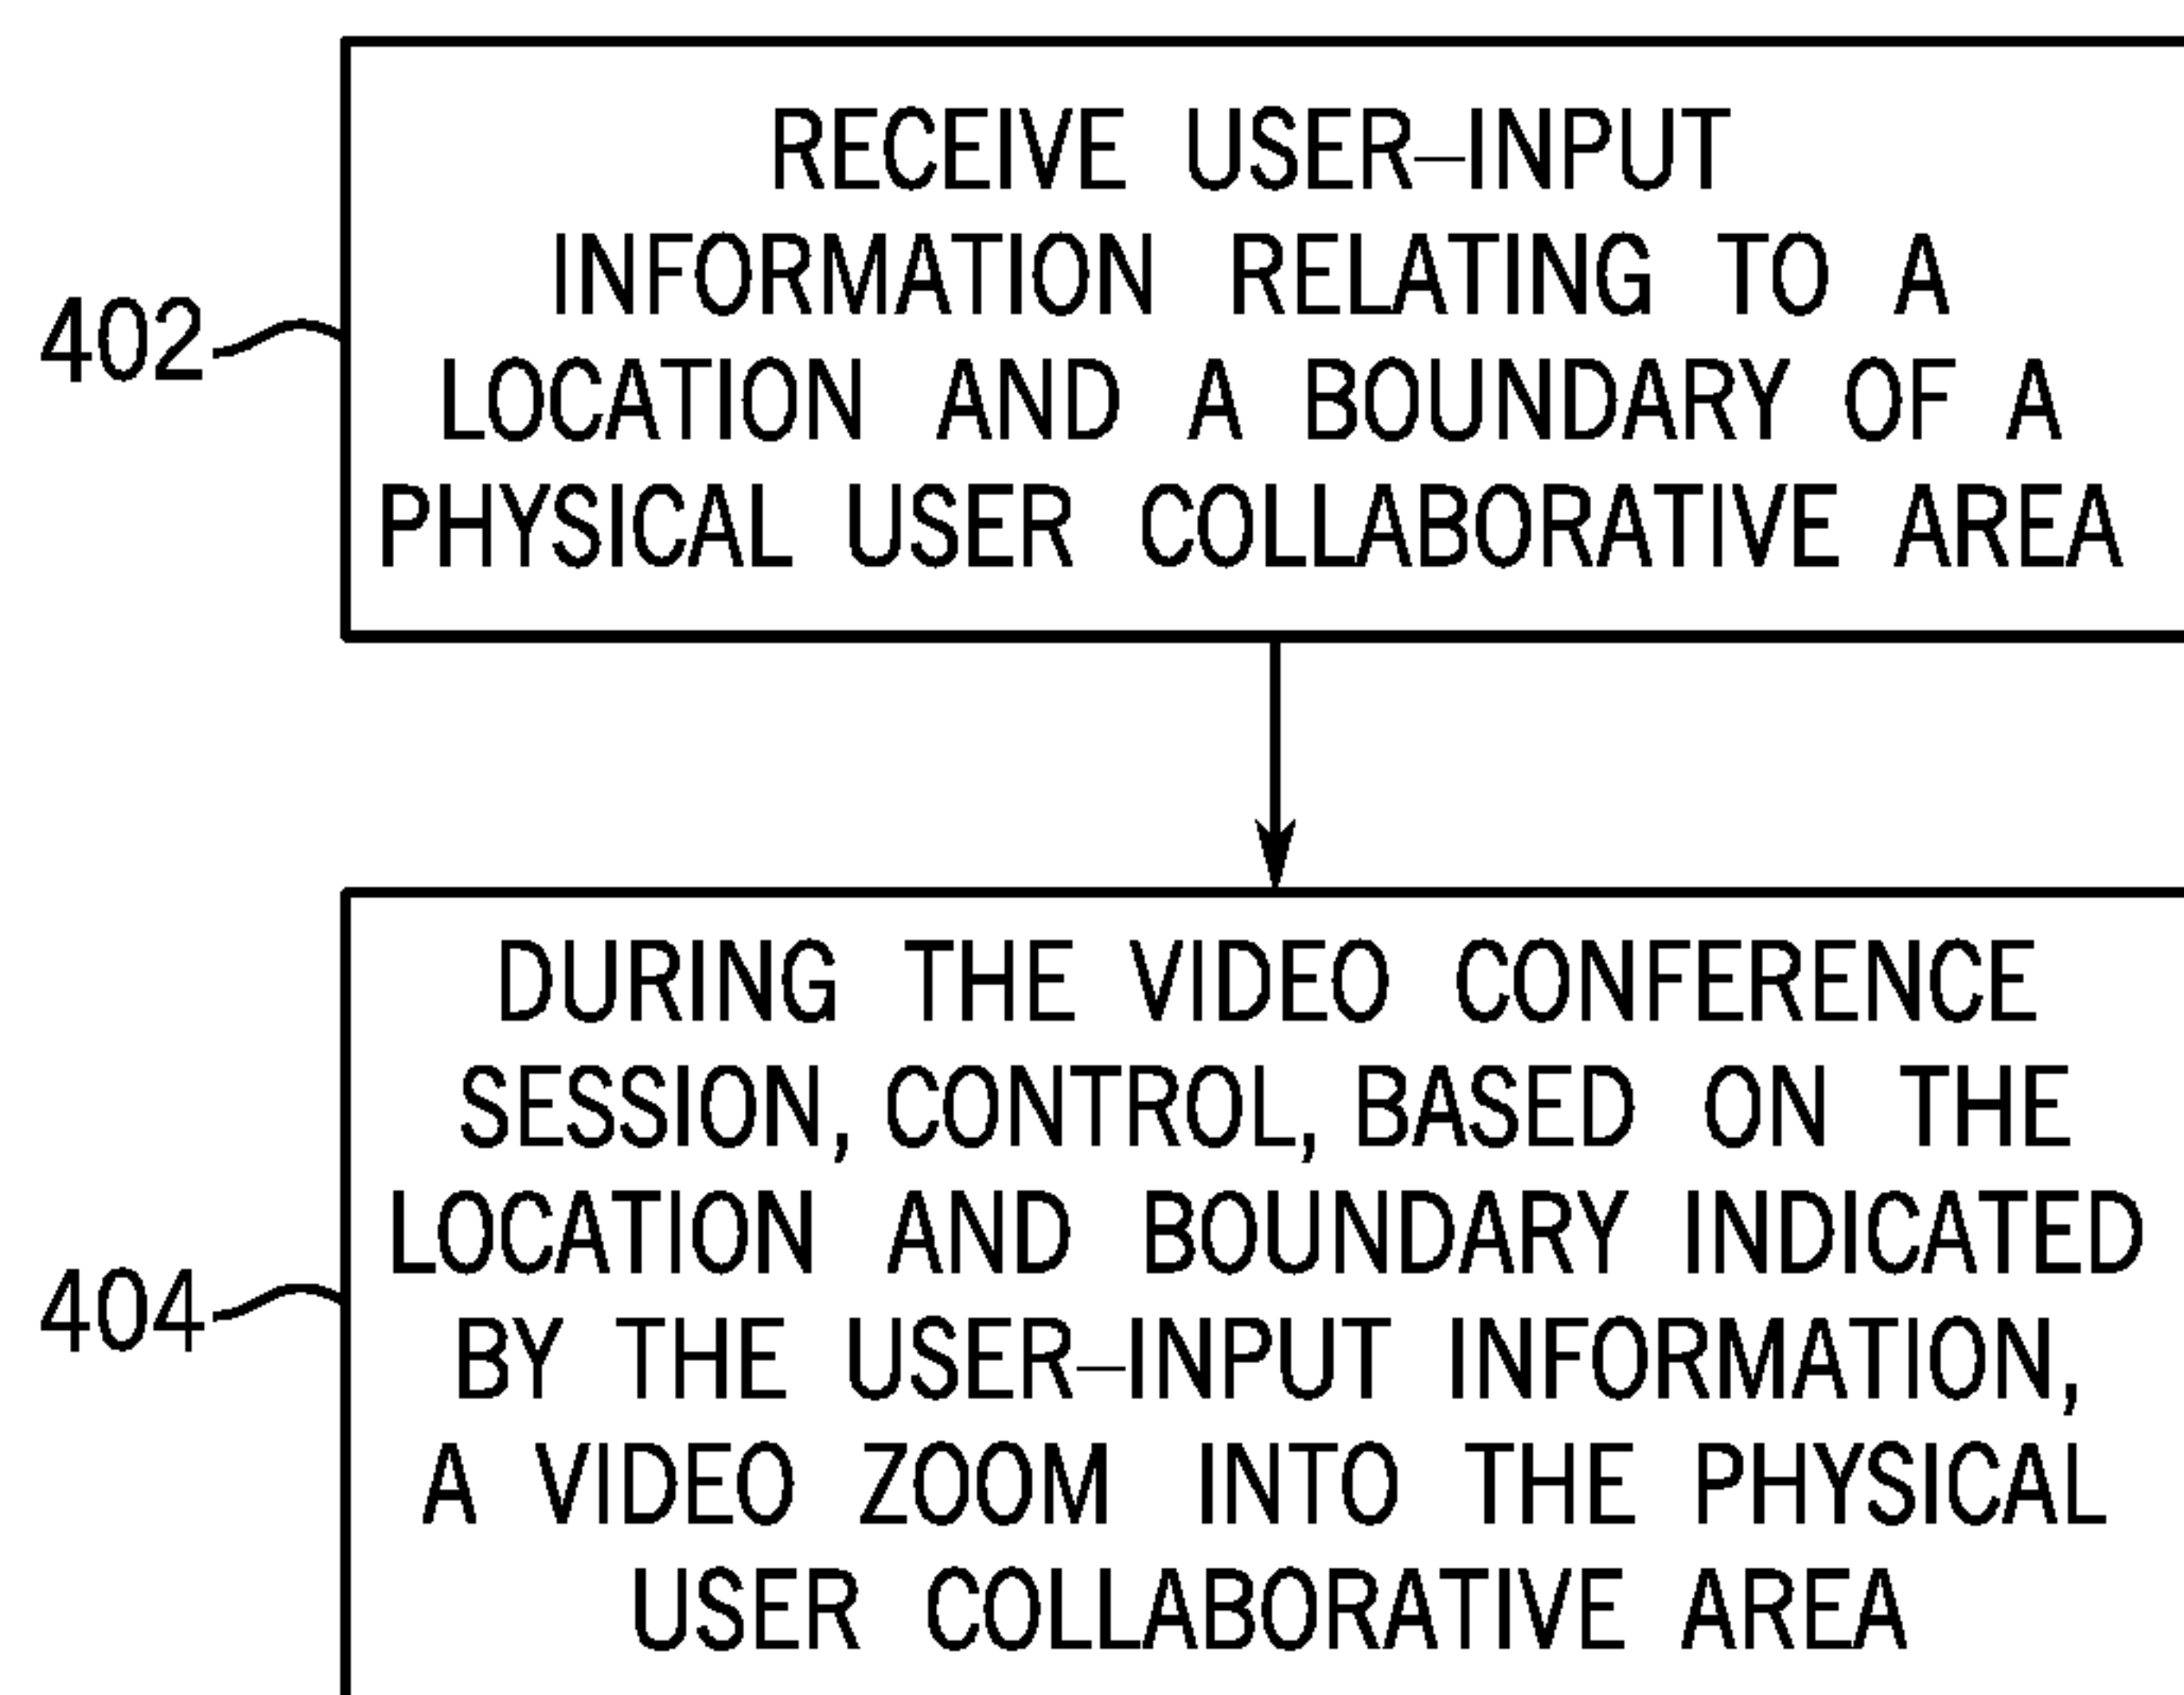 RECEIVE USER–INPUT
INFORMATION RELATING TO A
402
LOCATION AND A BOUNDARY OF A
PHYSICAL USER COLLABORATIVE AREA
DURING THE VIDEO CONFERENCE
SESSION, CONTROL, BASED ON THE
LOCATION AND BOUNDARY INDICATED
404
BY THE USER–INPUT INFORMATION,
A VIDEO ZOOM INTO THE PHYSICAL
USER COLLABORATIVE AREA